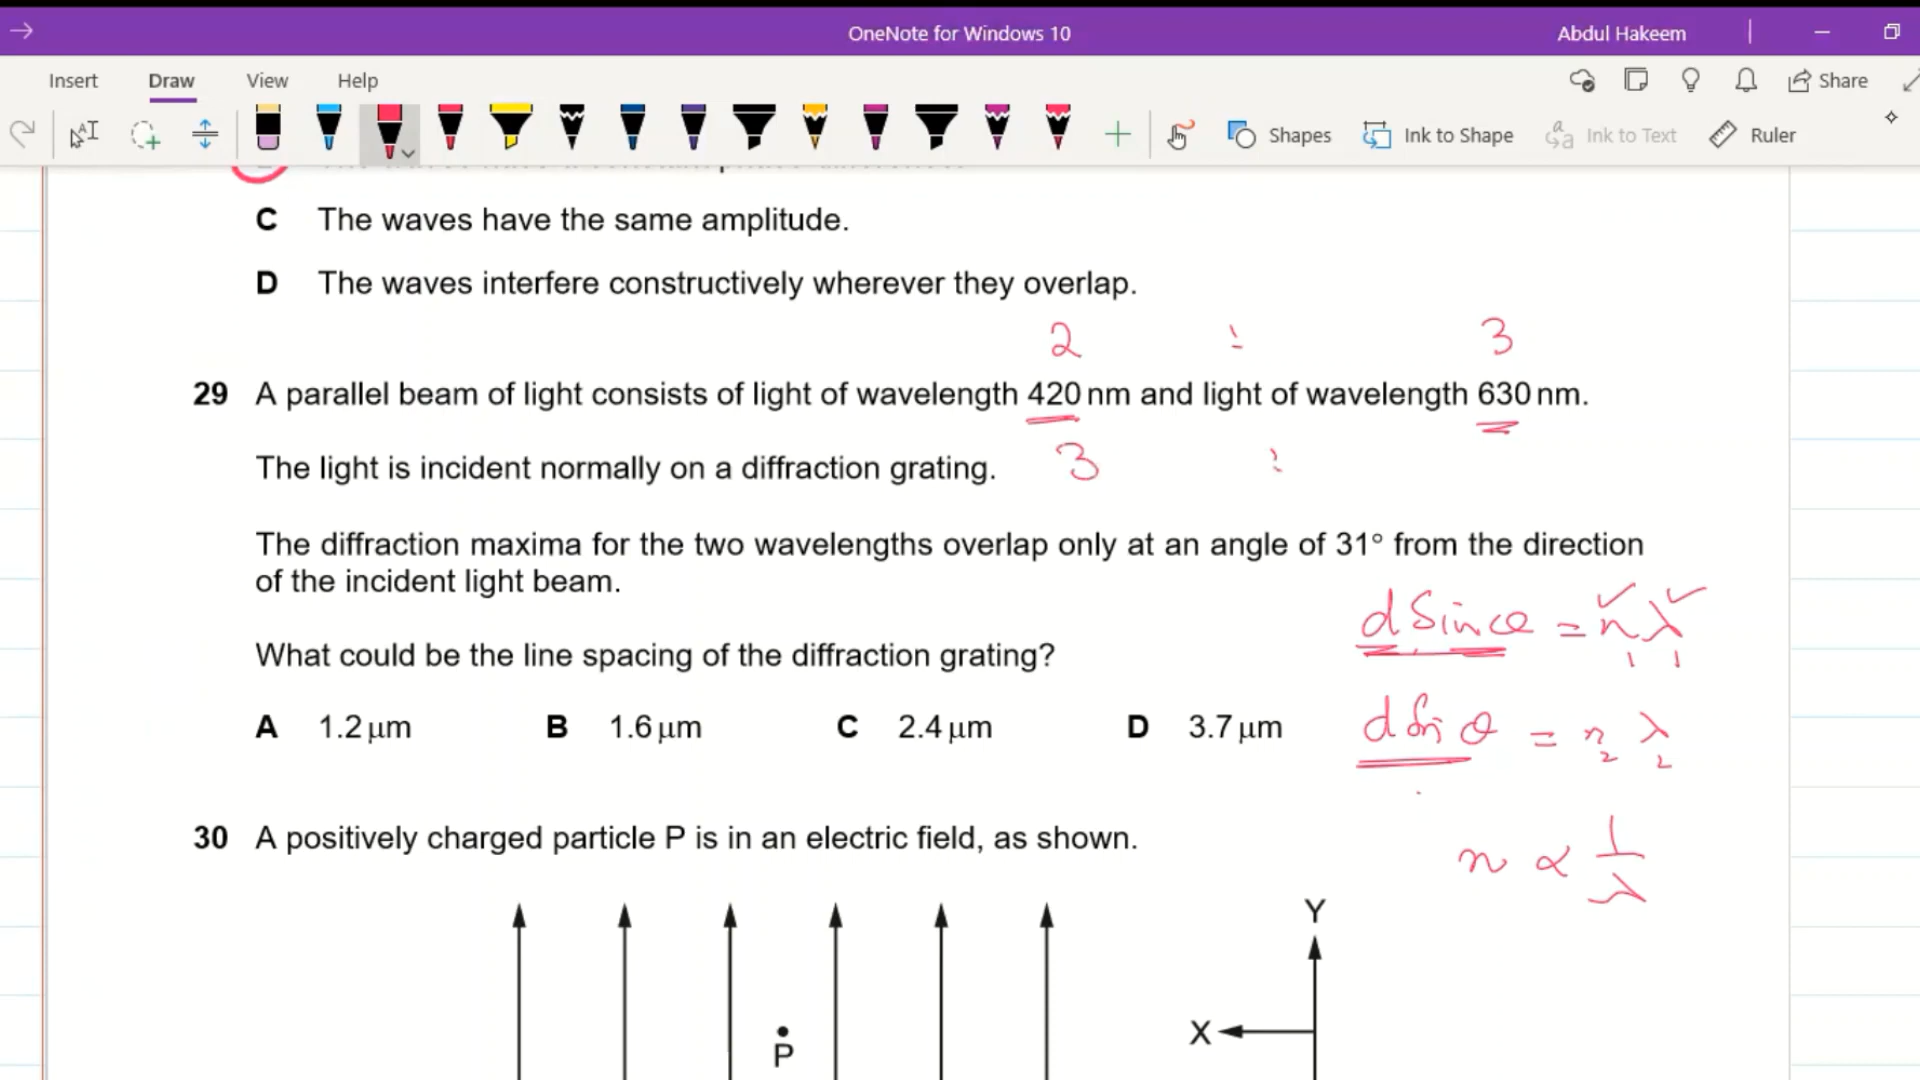 OneNote for Windows 10
Abdul Hakeem
Insert Draw View Help
Share
Shapes Ink to Shape Ink to Text Ruler
C The waves have the same amplitude.
D The waves interfere constructively wherever they overlap.
2 : 3
29 A parallel beam of light consists of light of wavelength 420 nm and light of wavelength 630 nm.
The light is incident normally on a diffraction grating.
3 :
The diffraction maxima for the two wavelengths overlap only at an angle of 31° from the direction
of the incident light beam.
d Sin θ = n₁ λ₁
What could be the line spacing of the diffraction grating?
A 1.2 μm B 1.6 μm C 2.4 μm D 3.7 μm
d Sin θ = n₂ λ₂
30 A positively charged particle P is in an electric field, as shown.
n ∝ 1/λ
Y
X
P